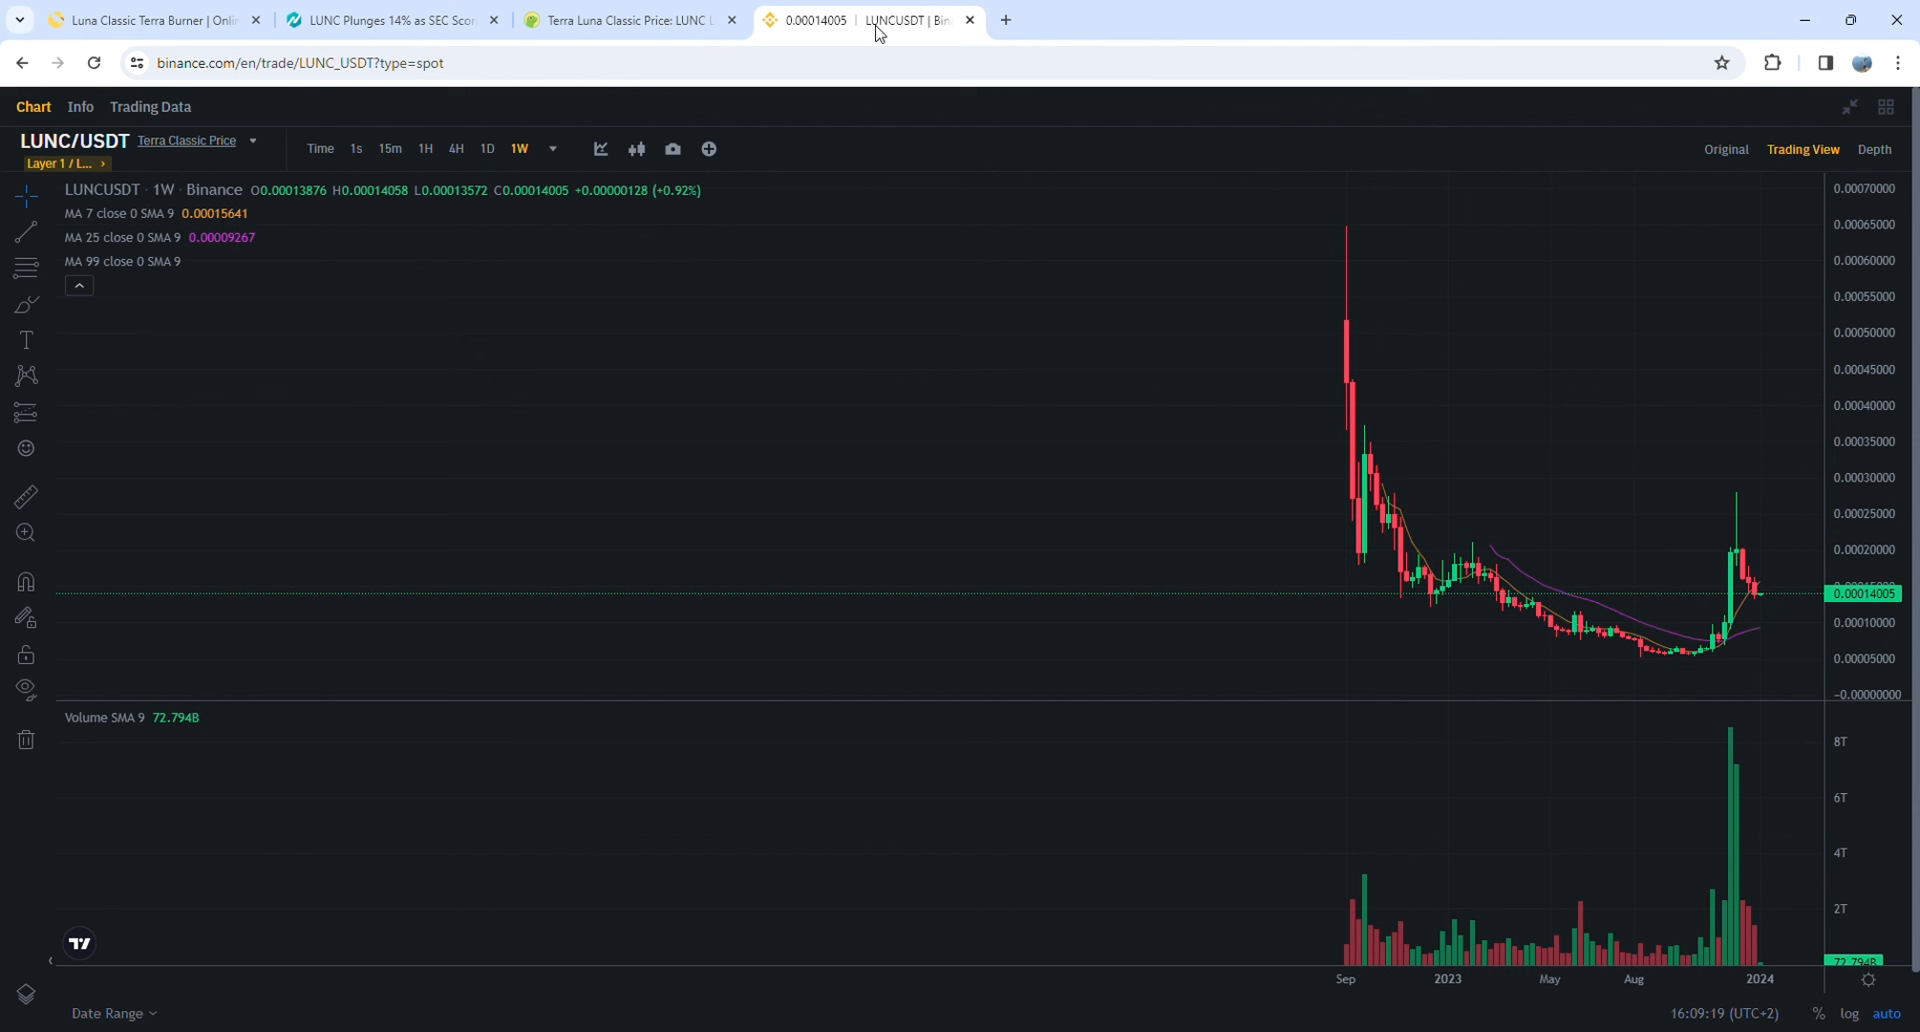 Luna Classic Terra Burner | Onlin
LUNC Plunges 14% as SEC Scor
Terra Luna Classic Price: LUNC L
0.00014005 | LUNCUSDT | Bin
binance.com/en/trade/LUNC_USDT?type=spot
Chart Info Trading Data
LUNC/USDT Terra Classic Price
Layer 1 / L... >
Time 1s 15m 1H 4H 1D 1W
Original Trading View Depth
LUNCUSDT · 1W · Binance O0.00013876 H0.00014058 L0.00013572 C0.00014005 +0.00000128 (+0.92%)
MA 7 close 0 SMA 9 0.00015641
MA 25 close 0 SMA 9 0.00009267
MA 99 close 0 SMA 9
0.00070000
0.00065000
0.00060000
0.00055000
0.00050000
0.00045000
0.00040000
0.00035000
0.00030000
0.00025000
0.00020000
0.00015000
0.00014005
0.00010000
0.00005000
-0.00000000
Volume SMA 9 72.794B
8T
6T
4T
2T
72.794B
Sep 2023 May Aug 2024
Date Range
16:09:19 (UTC+2) % log auto